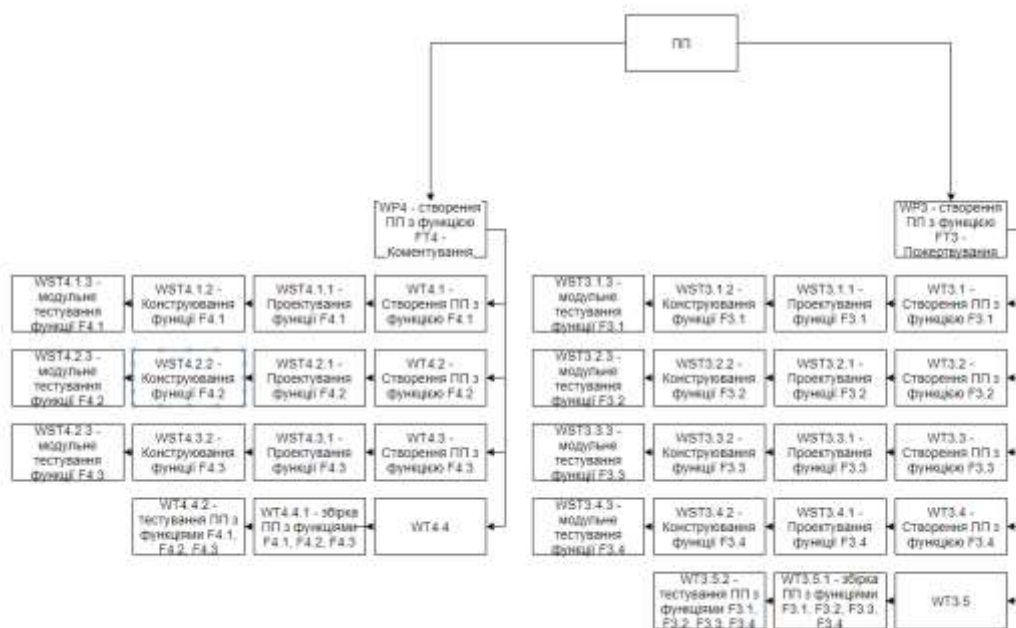 ПП
WP4 - створення
ПП з функцією
FT4 -
Коментування
WP3 - створення
ПП з функцією
FT3 -
Пожертвування
WST4.1.3 -
модульне
тестування
функції F4.1
WST4.1.2 -
Конструювання
функції F4.1
WST4.1.1 -
Проектування
функції F4.1
WT4.1 -
Створення ПП з
функцією F4.1
WST3.1.3 -
модульне
тестування
функції F3.1
WST3.1.2 -
Конструювання
функції F3.1
WST3.1.1 -
Проектування
функції F3.1
WT3.1 -
Створення ПП з
функцією F3.1
WST4.2.3 -
модульне
тестування
функції F4.2
WST4.2.2 -
Конструювання
функції F4.2
WST4.2.1 -
Проектування
функції F4.2
WT4.2 -
Створення ПП з
функцією F4.2
WST3.2.3 -
модульне
тестування
функції F3.2
WST3.2.2 -
Конструювання
функції F3.2
WST3.2.1 -
Проектування
функції F3.2
WT3.2 -
Створення ПП з
функцією F3.2
WST4.2.3 -
модульне
тестування
функції F4.3
WST4.3.2 -
Конструювання
функції F4.3
WST4.3.1 -
Проектування
функції F4.3
WT4.3 -
Створення ПП з
функцією F4.3
WST3.3.3 -
модульне
тестування
функції F3.3
WST3.3.2 -
Конструювання
функції F3.3
WST3.3.1 -
Проектування
функції F3.3
WT3.3 -
Створення ПП з
функцією F3.3
WT4.4.2 -
тестування ПП з
функціями F4.1,
F4.2, F4.3
WT4.4.1 - збірка
ПП з функціями
F4.1, F4.2, F4.3
WT4.4
WST3.4.3 -
модульне
тестування
функції F3.4
WST3.4.2 -
Конструювання
функції F3.4
WST3.4.1 -
Проектування
функції F3.4
WT3.4 -
Створення ПП з
функцією F3.4
WT3.5.2 -
тестування ПП з
функціями F3.1,
F3.2, F3.3, F3.4
WT3.5.1 - збірка
ПП з функціями
F3.1, F3.2, F3.3,
F3.4
WT3.5